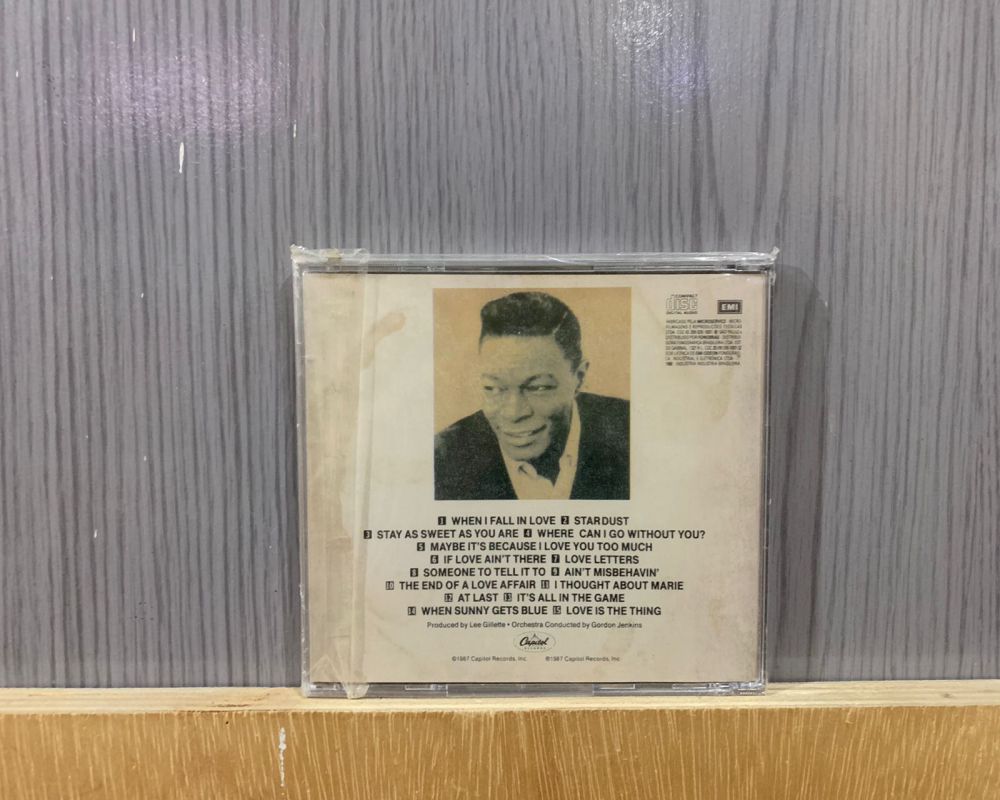 COMPACT
DISC
DIGITAL AUDIO
EMI
1 WHEN I FALL IN LOVE 2 STARDUST
3 STAY AS SWEET AS YOU ARE 4 WHERE CAN I GO WITHOUT YOU?
5 MAYBE IT'S BECAUSE I LOVE YOU TOO MUCH
6 IF LOVE AIN'T THERE 7 LOVE LETTERS
8 SOMEONE TO TELL IT TO 9 AIN'T MISBEHAVIN'
10 THE END OF A LOVE AFFAIR 11 I THOUGHT ABOUT MARIE
12 AT LAST 13 IT'S ALL IN THE GAME
14 WHEN SUNNY GETS BLUE 15 LOVE IS THE THING
Produced by Lee Gillette • Orchestra Conducted by Gordon Jenkins
Capitol
RECORDS
©1987 Capitol Records, Inc. ℗1987 Capitol Records, Inc.